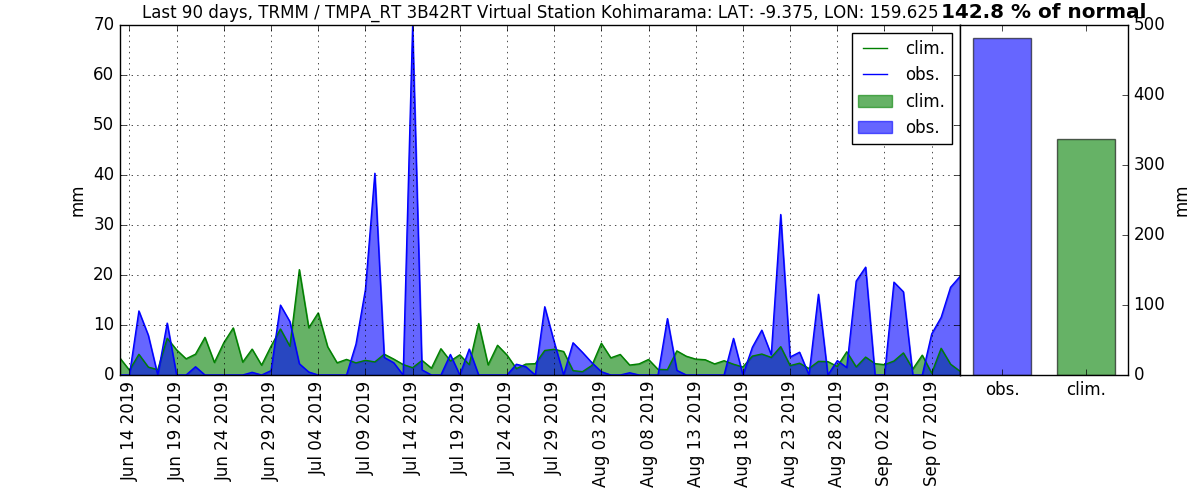 Last 90 days, TRMM / TMPA_RT 3B42RT Virtual Station Kohimarama: LAT: -9.375, LON: 159.625
142.8 % of normal
70
60
50
40
30
20
10
0
mm
clim.
obs.
clim.
obs.
Jun 14 2019
Jun 19 2019
Jun 24 2019
Jun 29 2019
Jul 04 2019
Jul 09 2019
Jul 14 2019
Jul 19 2019
Jul 24 2019
Jul 29 2019
Aug 03 2019
Aug 08 2019
Aug 13 2019
Aug 18 2019
Aug 23 2019
Aug 28 2019
Sep 02 2019
Sep 07 2019
500
400
300
200
100
0
mm
obs.
clim.